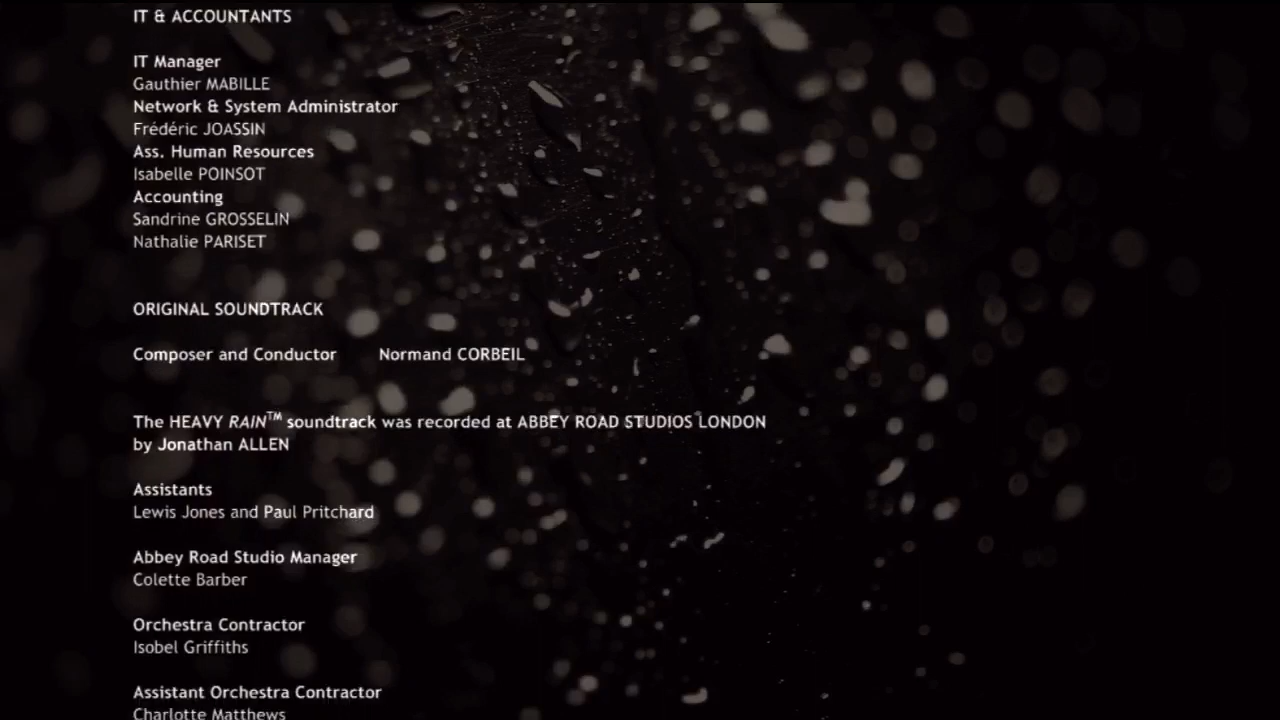 IT & ACCOUNTANTS
IT Manager
Gauthier MABILLE
Network & System Administrator
Frédéric JOASSIN
Ass. Human Resources
Isabelle POINSOT
Accounting
Sandrine GROSSELIN
Nathalie PARISET
ORIGINAL SOUNDTRACK
Composer and Conductor Normand CORBEIL
The HEAVY RAIN™ soundtrack was recorded at ABBEY ROAD STUDIOS LONDON
by Jonathan ALLEN
Assistants
Lewis Jones and Paul Pritchard
Abbey Road Studio Manager
Colette Barber
Orchestra Contractor
Isobel Griffiths
Assistant Orchestra Contractor
Charlotte Matthews